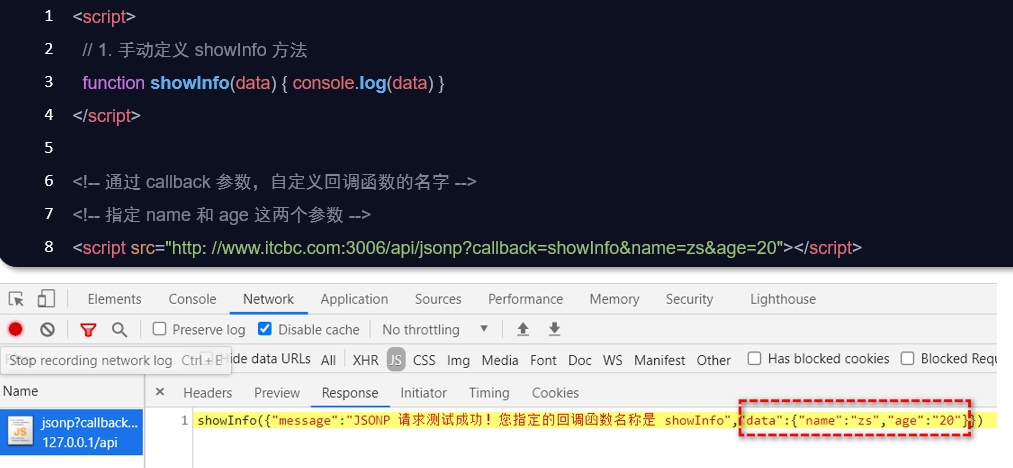 1 <script>
2 // 1. 手动定义 showInfo 方法
3 function showInfo(data) { console.log(data) }
4 </script>
5
6 <!-- 通过 callback 参数，自定义回调函数的名字 -->
7 <!-- 指定 name 和 age 这两个参数 -->
8 <script src="http: //www.itcbc.com:3006/api/jsonp?callback=showInfo&name=zs&age=20"></script>
Elements Console Network Application Sources Performance Memory Security Lighthouse
Preserve log Disable cache No throttling
Stop recording network log Ctrl + E Hide data URLs All XHR JS CSS Img Media Font Doc WS Manifest Other Has blocked cookies Blocked Requ
Name × Headers Preview Response Initiator Timing Cookies
jsonp?callback...
127.0.0.1/api
1 showInfo({"message":"JSONP 请求测试成功！您指定的回调函数名称是 showInfo","data":{"name":"zs","age":"20"}})